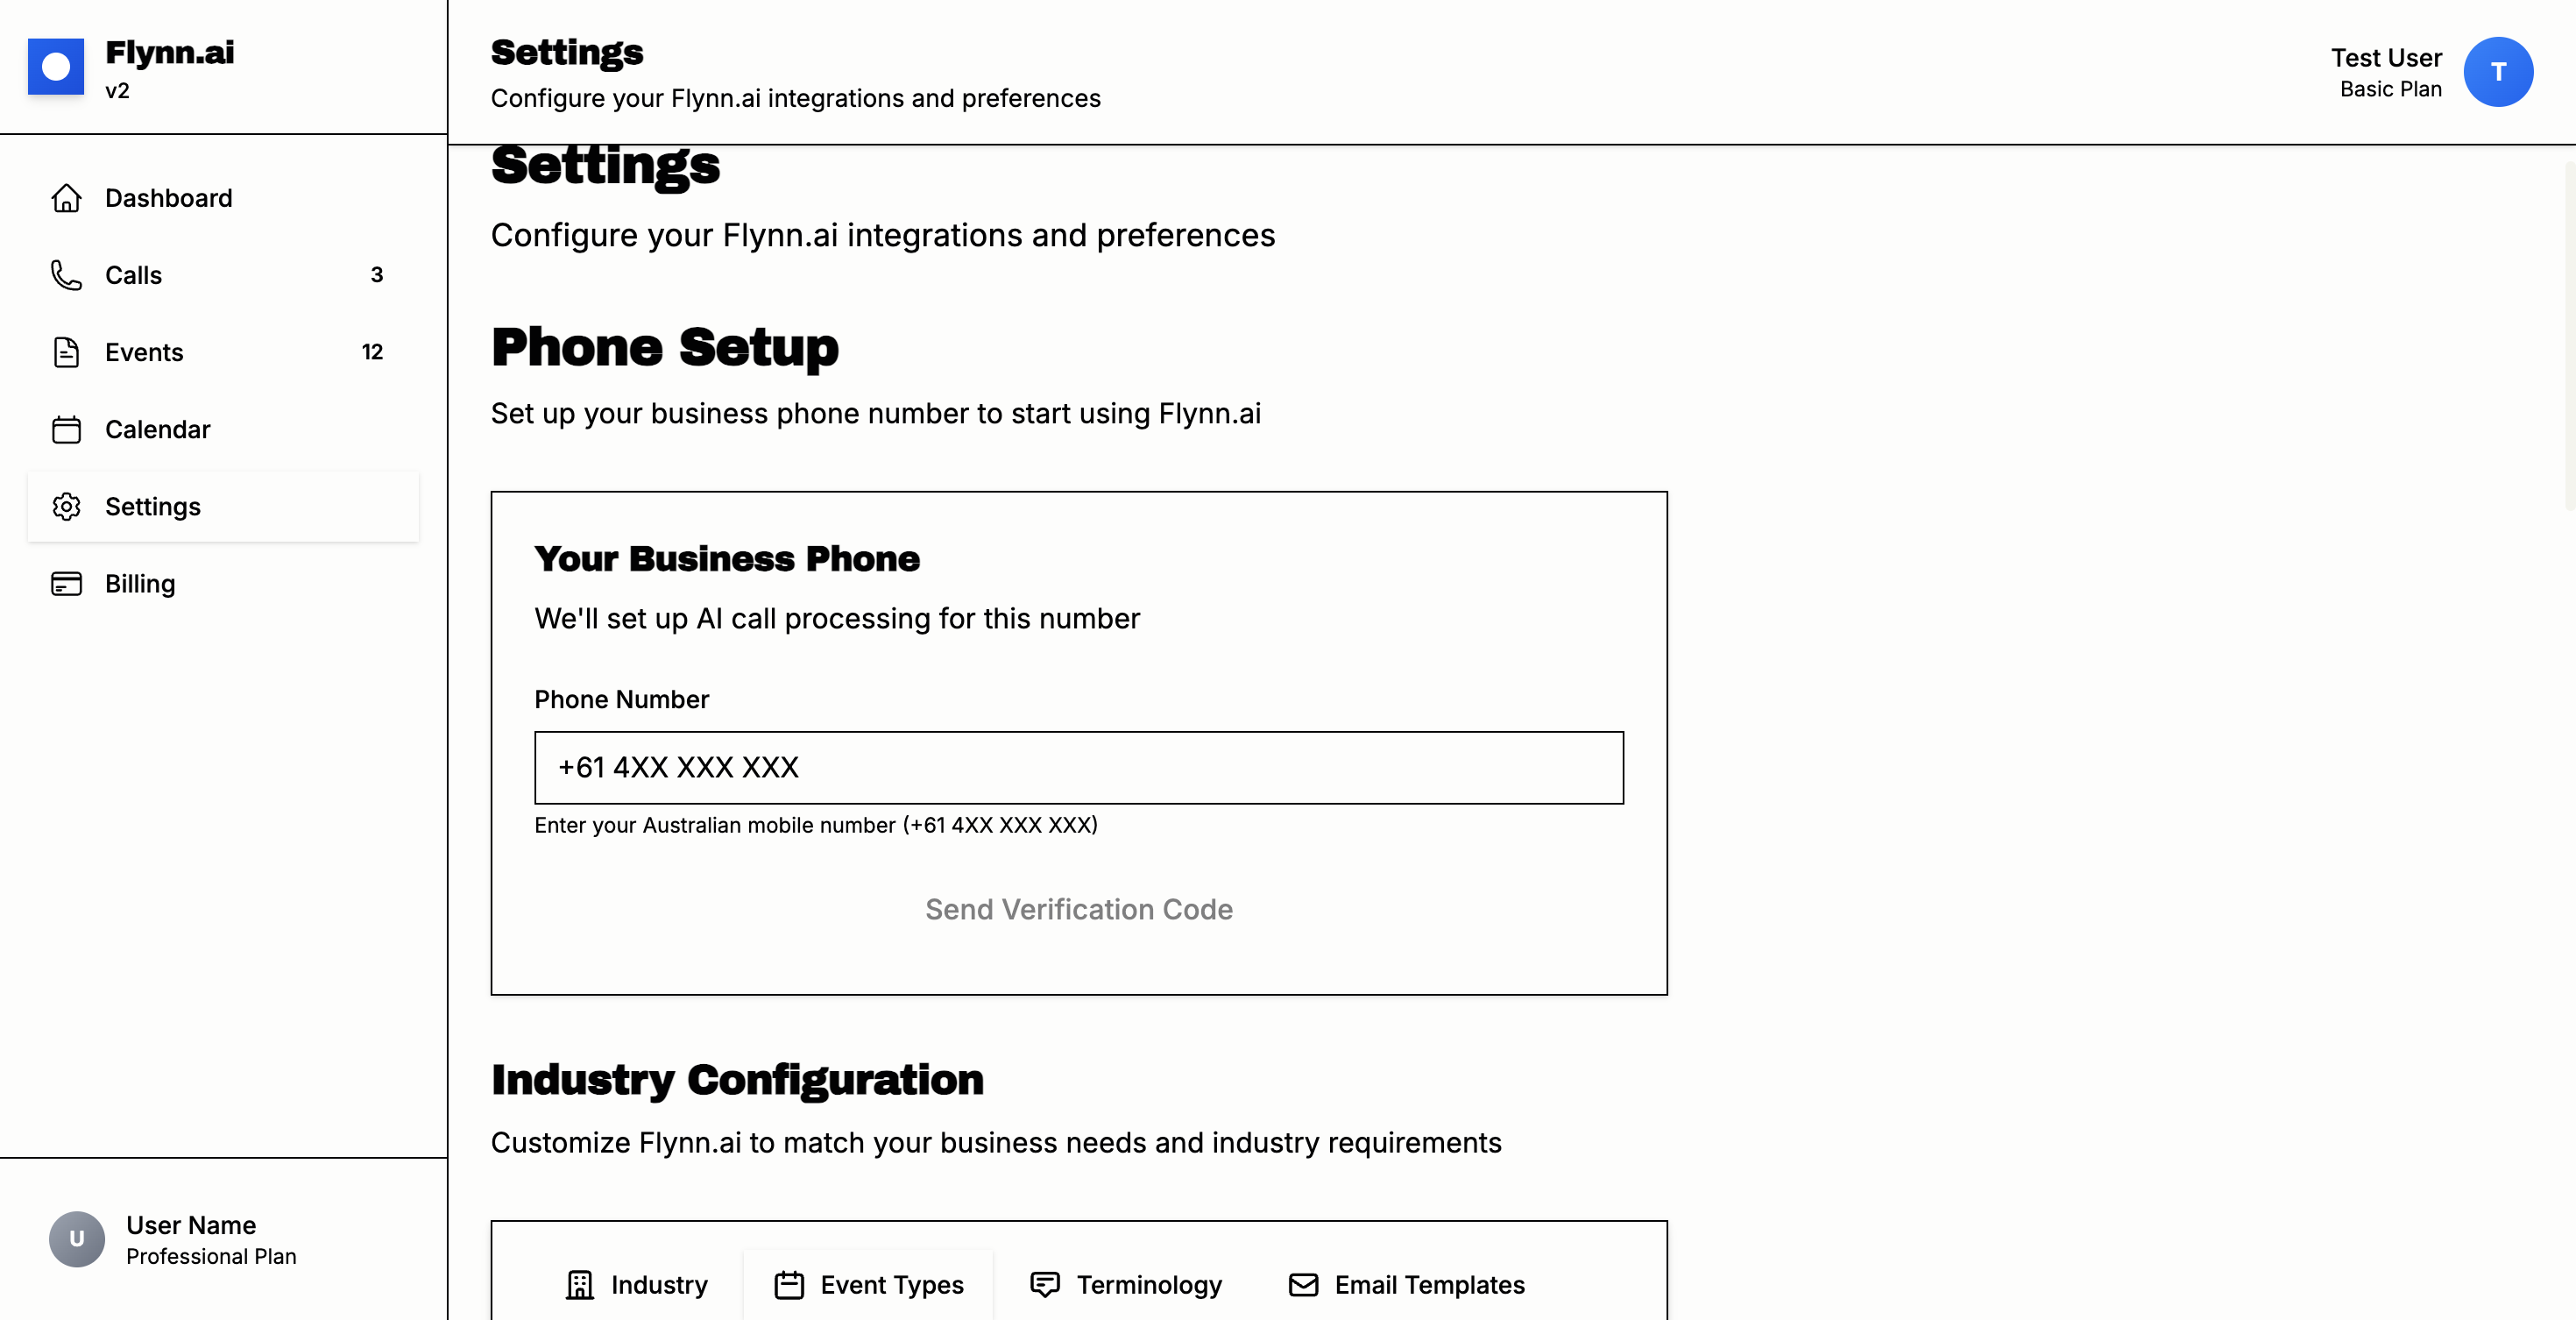 Flynn.ai
v2
Dashboard
Calls 3
Events 12
Calendar
Settings
Billing
U
User Name
Professional Plan
Settings
Configure your Flynn.ai integrations and preferences
Test User
Basic Plan
T
Settings
Configure your Flynn.ai integrations and preferences
Phone Setup
Set up your business phone number to start using Flynn.ai
Your Business Phone
We'll set up AI call processing for this number
Phone Number
+61 4XX XXX XXX
Enter your Australian mobile number (+61 4XX XXX XXX)
Send Verification Code
Industry Configuration
Customize Flynn.ai to match your business needs and industry requirements
Industry Event Types Terminology Email Templates